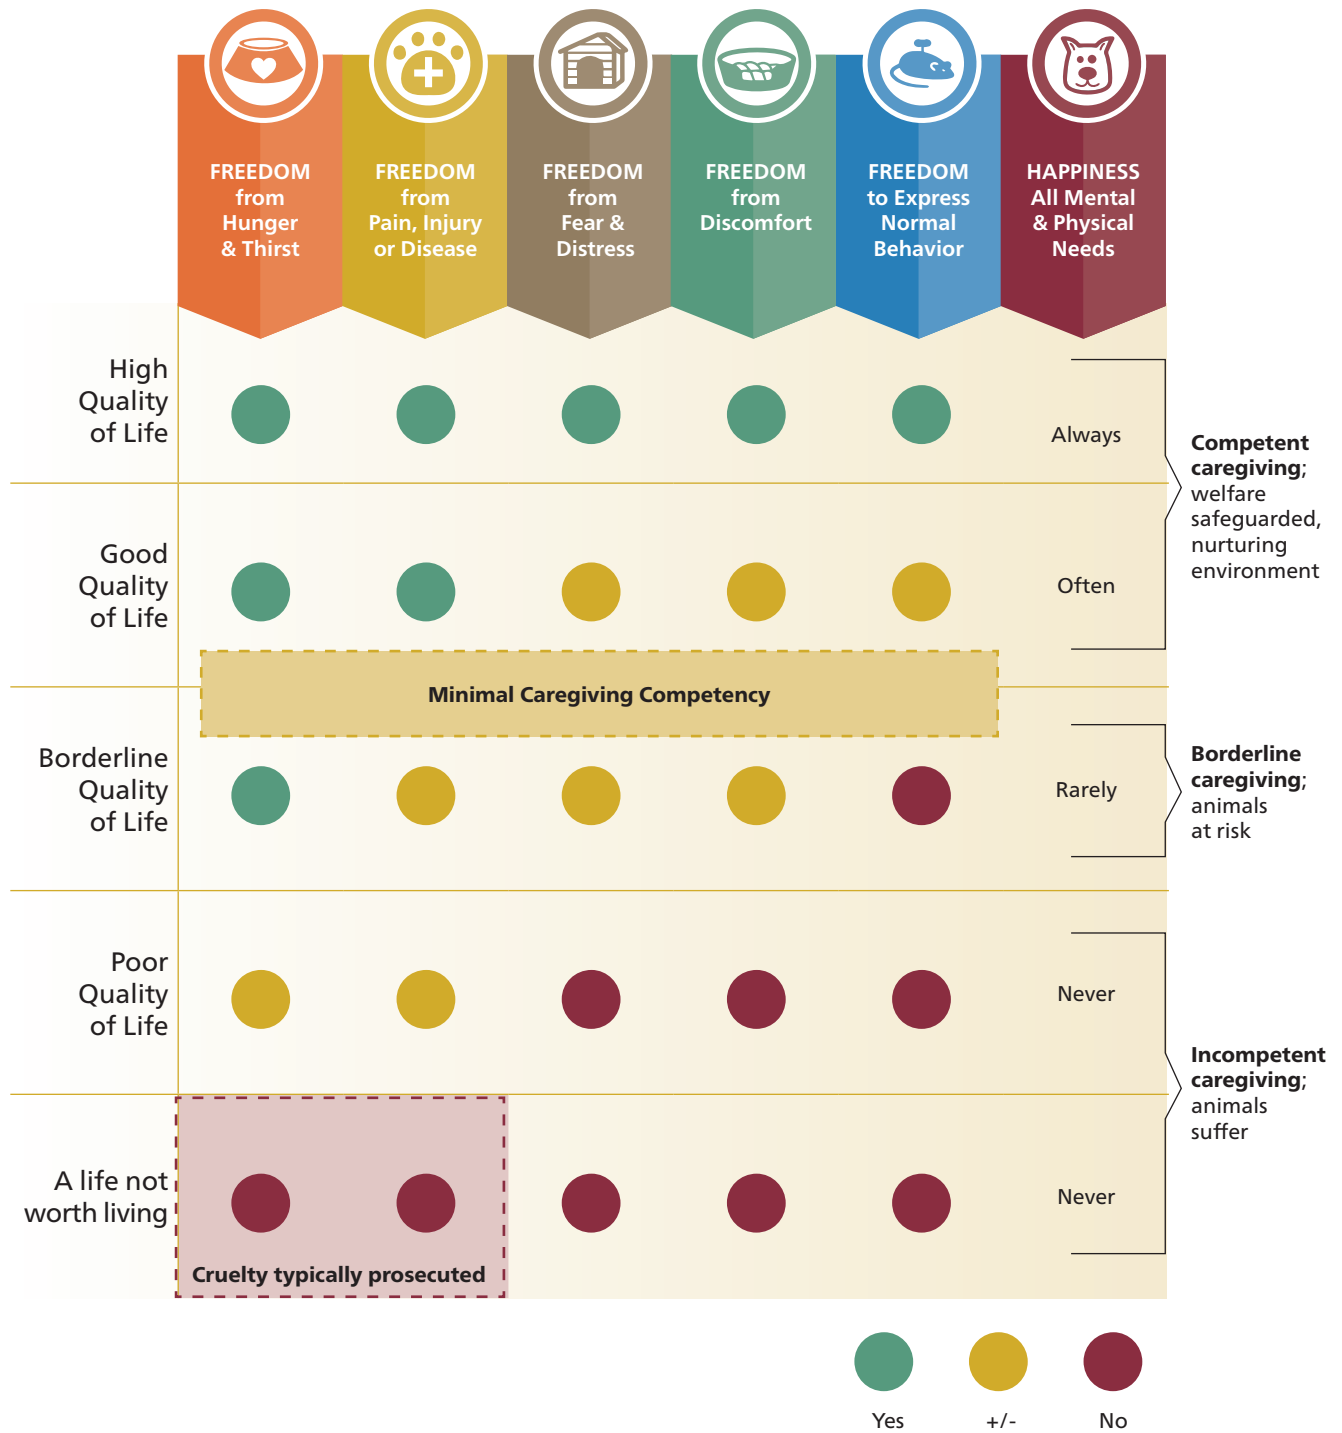 FREEDOM
from
Hunger
& Thirst
FREEDOM
from
Pain, Injury
or Disease
FREEDOM
from
Fear &
Distress
FREEDOM
from
Discomfort
FREEDOM
to Express
Normal
Behavior
HAPPINESS
All Mental
& Physical
Needs
High
Quality
of Life
Always
Competent
caregiving;
welfare
safeguarded,
nurturing
environment
Good
Quality
of Life
Often
Minimal Caregiving Competency
Borderline
Quality
of Life
Rarely
Borderline
caregiving;
animals
at risk
Poor
Quality
of Life
Never
Incompetent
caregiving;
animals
suffer
A life not
worth living
Never
Cruelty typically prosecuted
Yes
+/-
No